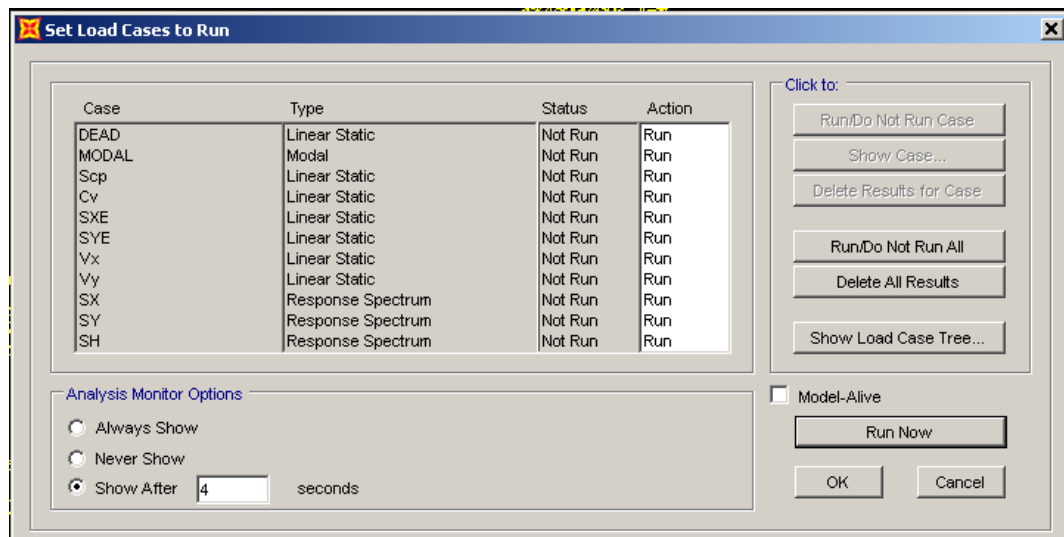 Set Load Cases to Run
Case Type Status Action
DEAD Linear Static Not Run Run
MODAL Modal Not Run Run
Scp Linear Static Not Run Run
Cv Linear Static Not Run Run
SXE Linear Static Not Run Run
SYE Linear Static Not Run Run
Vx Linear Static Not Run Run
Vy Linear Static Not Run Run
SX Response Spectrum Not Run Run
SY Response Spectrum Not Run Run
SH Response Spectrum Not Run Run
Click to:
Run/Do Not Run Case
Show Case...
Delete Results for Case
Run/Do Not Run All
Delete All Results
Show Load Case Tree...
Analysis Monitor Options
Always Show
Never Show
Show After 4 seconds
Model-Alive
Run Now
OK Cancel